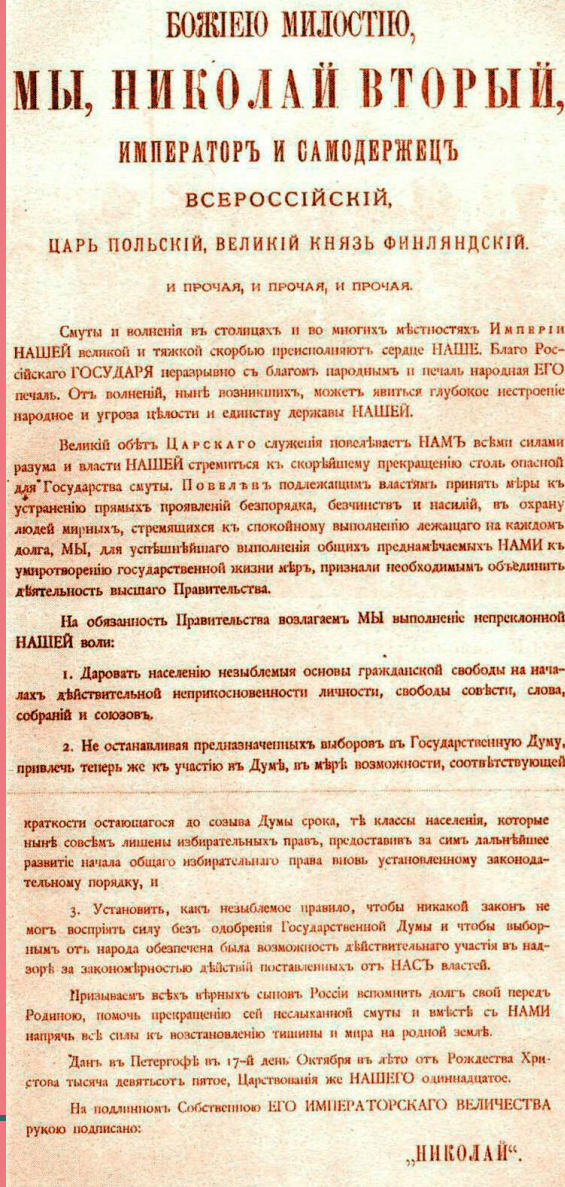 БОЖІЕЮ МИЛОСТІЮ,
МЫ, НИКОЛАЙ ВТОРЫЙ,
ИМПЕРАТОРЪ И САМОДЕРЖЕЦЪ
ВСЕРОССІЙСКІЙ,
ЦАРЬ ПОЛЬСКІЙ, ВЕЛИКІЙ КНЯЗЬ ФИНЛЯНДСКІЙ.
И ПРОЧАЯ, И ПРОЧАЯ, И ПРОЧАЯ.
Смуты и волненія въ столицахъ и во многихъ мѣстностяхъ Имперіи
НАШЕЙ великой и тяжкой скорбью преисполняютъ сердце НАШЕ. Благо Рос-
сійскаго ГОСУДАРЯ неразрывно съ благомъ народнымъ и печаль народная ЕГО
печаль. Отъ волненій, нынѣ возникшихъ, можетъ явиться глубокое нестроеніе
народное и угроза цѣлости и единству державы НАШЕЙ.
Великій обѣтъ Царскаго служенія повелѣваетъ НАМЪ всѣми силами
разума и власти НАШЕЙ стремиться къ скорѣйшему прекращенію столь опасной
для Государства смуты. Повелѣвъ подлежащимъ властямъ принять мѣры къ
устраненію прямыхъ проявленій безпорядка, безчинствъ и насилій, въ охрану
людей мирныхъ, стремящихся къ спокойному выполненію лежащаго на каждомъ
долга, МЫ, для успѣшнѣйшаго выполненія общихъ преднамѣчаемыхъ НАМИ къ
умиротворенію государственной жизни мѣръ, признали необходимымъ объединить
дѣятельность высшаго Правительства.
На обязанность Правительства возлагаемъ МЫ выполненіе непреклонной
НАШЕЙ воли:
1. Даровать населенію незыблемыя основы гражданской свободы на нача-
лахъ дѣйствительной неприкосновенности личности, свободы совѣсти, слова,
собраній и союзовъ.
2. Не останавливая предназначенныхъ выборовъ въ Государственную Думу,
привлечь теперь же къ участію въ Думѣ, въ мѣрѣ возможности, соотвѣтствующей
краткости остающагося до созыва Думы срока, тѣ классы населенія, которые
нынѣ совсѣмъ лишены избирательныхъ правъ, предоставивъ за симъ дальнѣйшее
развитіе начала общаго избирательнаго права вновь установленному законода-
тельному порядку, и
3. Установить, какъ незыблемое правило, чтобы никакой законъ не
могъ воспріять силу безъ одобренія Государственной Думы и чтобы выбор-
нымъ отъ народа обезпечена была возможность дѣйствительнаго участія въ над-
зорѣ за закономѣрностью дѣйствій поставленныхъ отъ НАСЪ властей.
Призываемъ всѣхъ вѣрныхъ сыновъ Россіи вспомнить долгъ свой передъ
Родиною, помочь прекращенію сей неслыханной смуты и вмѣстѣ съ НАМИ
напрячь всѣ силы къ возстановленію тишины и мира на родной землѣ.
Данъ въ Петергофѣ въ 17-й день Октября въ лѣто отъ Рождества Хри-
стова тысяча девятьсотъ пятое, Царствованія же НАШЕГО одиннадцатое.
На подлинномъ Собственною ЕГО ИМПЕРАТОРСКАГО ВЕЛИЧЕСТВА
рукою подписано:
„НИКОЛАЙ“.